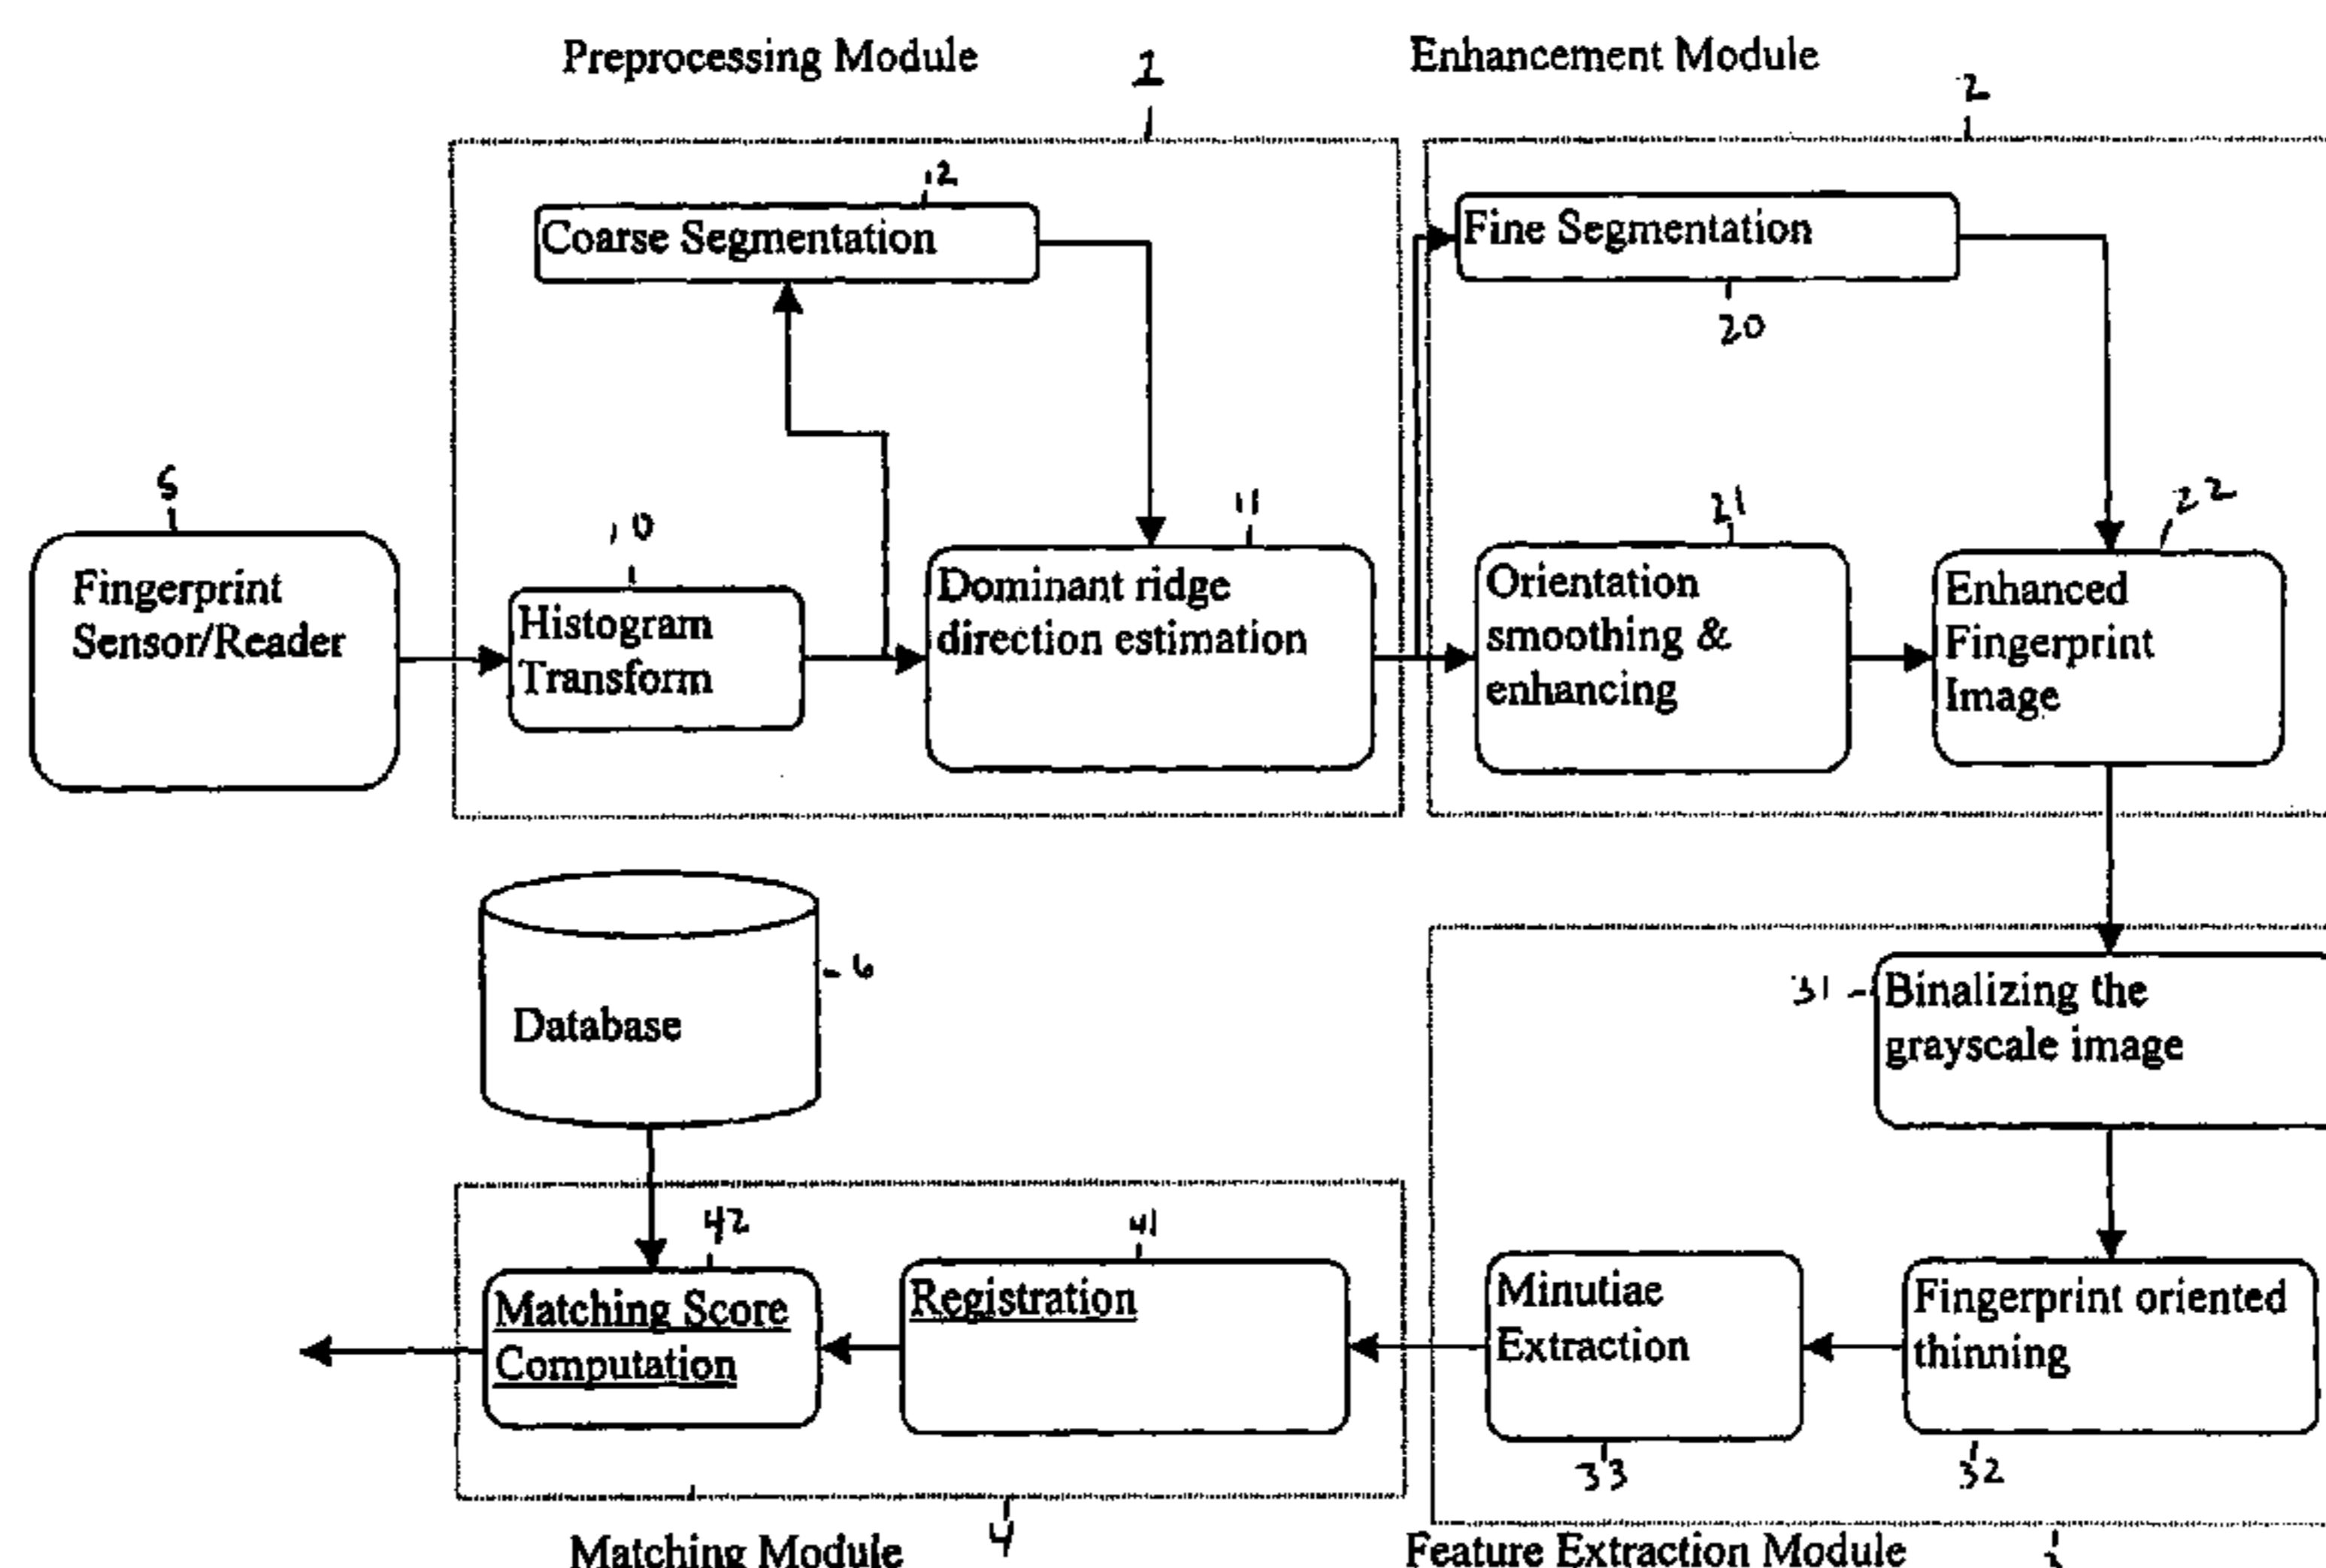 Preprocessing Module
1
Enhancement Module
2
12
Coarse Segmentation
Fine Segmentation
20
5
Fingerprint
Sensor/Reader
10
Histogram
Transform
11
Dominant ridge
direction estimation
21
Orientation
smoothing &
enhancing
22
Enhanced
Fingerprint
Image
6
Database
31
Binalizing the
grayscale image
42
Matching Score
Computation
41
Registration
Minutiae
Extraction
33
Fingerprint oriented
thinning
32
Matching Module
4
Feature Extraction Module